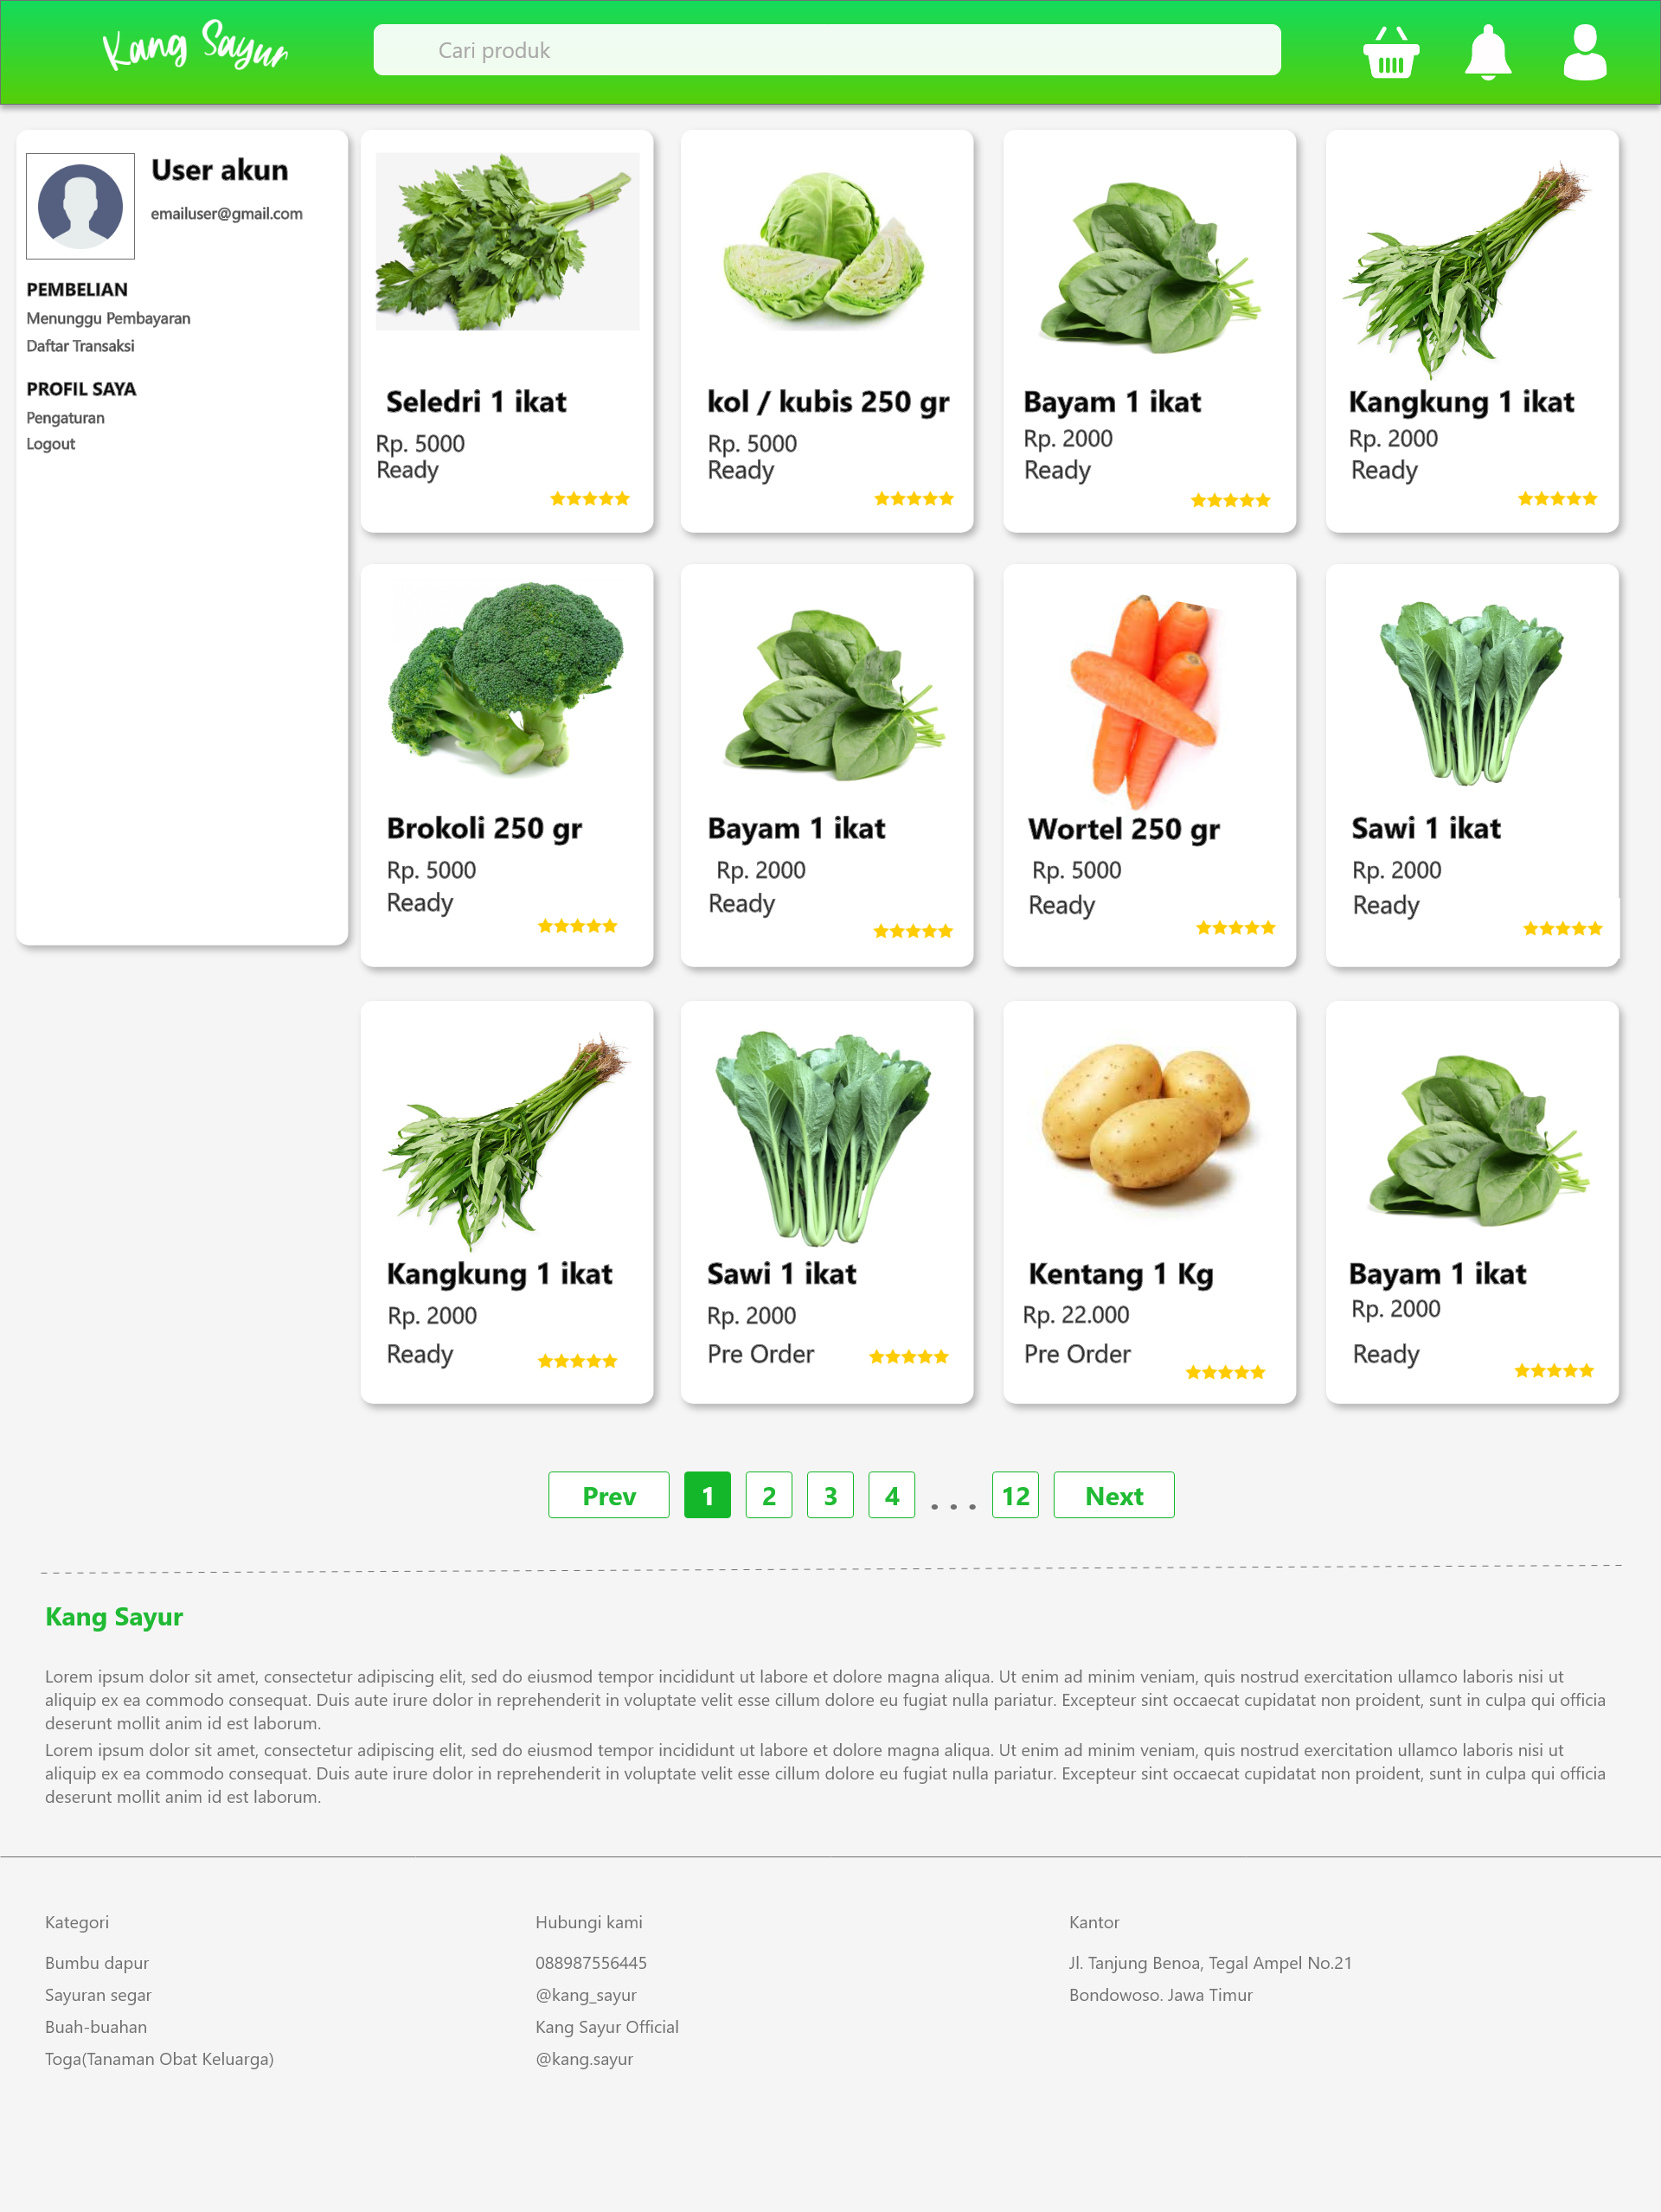 Kang Sayur
Cari produk
User akun
emailuser@gmail.com
PEMBELIAN
Menunggu Pembayaran
Daftar Transaksi
PROFIL SAYA
Pengaturan
Logout
Seledri 1 ikat
Rp. 5000
Ready
kol / kubis 250 gr
Rp. 5000
Ready
Bayam 1 ikat
Rp. 2000
Ready
Kangkung 1 ikat
Rp. 2000
Ready
Brokoli 250 gr
Rp. 5000
Ready
Bayam 1 ikat
Rp. 2000
Ready
Wortel 250 gr
Rp. 5000
Ready
Sawi 1 ikat
Rp. 2000
Ready
Kangkung 1 ikat
Rp. 2000
Ready
Sawi 1 ikat
Rp. 2000
Pre Order
Kentang 1 Kg
Rp. 22.000
Pre Order
Bayam 1 ikat
Rp. 2000
Ready
Prev 1 2 3 4 . . . 12 Next
Kang Sayur
Lorem ipsum dolor sit amet, consectetur adipiscing elit, sed do eiusmod tempor incididunt ut labore et dolore magna aliqua. Ut enim ad minim veniam, quis nostrud exercitation ullamco laboris nisi ut
aliquip ex ea commodo consequat. Duis aute irure dolor in reprehenderit in voluptate velit esse cillum dolore eu fugiat nulla pariatur. Excepteur sint occaecat cupidatat non proident, sunt in culpa qui officia
deserunt mollit anim id est laborum.
Lorem ipsum dolor sit amet, consectetur adipiscing elit, sed do eiusmod tempor incididunt ut labore et dolore magna aliqua. Ut enim ad minim veniam, quis nostrud exercitation ullamco laboris nisi ut
aliquip ex ea commodo consequat. Duis aute irure dolor in reprehenderit in voluptate velit esse cillum dolore eu fugiat nulla pariatur. Excepteur sint occaecat cupidatat non proident, sunt in culpa qui officia
deserunt mollit anim id est laborum.
Kategori
Bumbu dapur
Sayuran segar
Buah-buahan
Toga(Tanaman Obat Keluarga)
Hubungi kami
088987556445
@kang_sayur
Kang Sayur Official
@kang.sayur
Kantor
Jl. Tanjung Benoa, Tegal Ampel No.21
Bondowoso. Jawa Timur